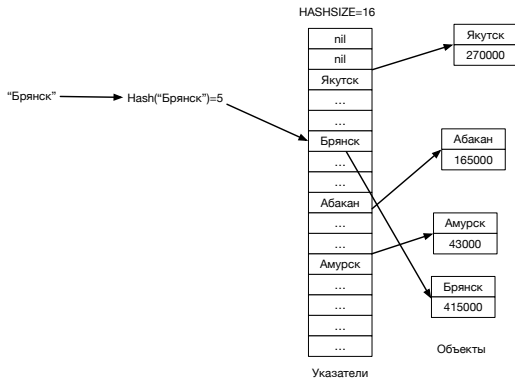 HASHSIZE=16
nil
nil
Якутск
...
...
Брянск
...
...
Абакан
...
...
Амурск
...
...
...
...
Указатели
“Брянск”
Hash(“Брянск”)=5
Якутск
270000
Абакан
165000
Амурск
43000
Брянск
415000
Объекты